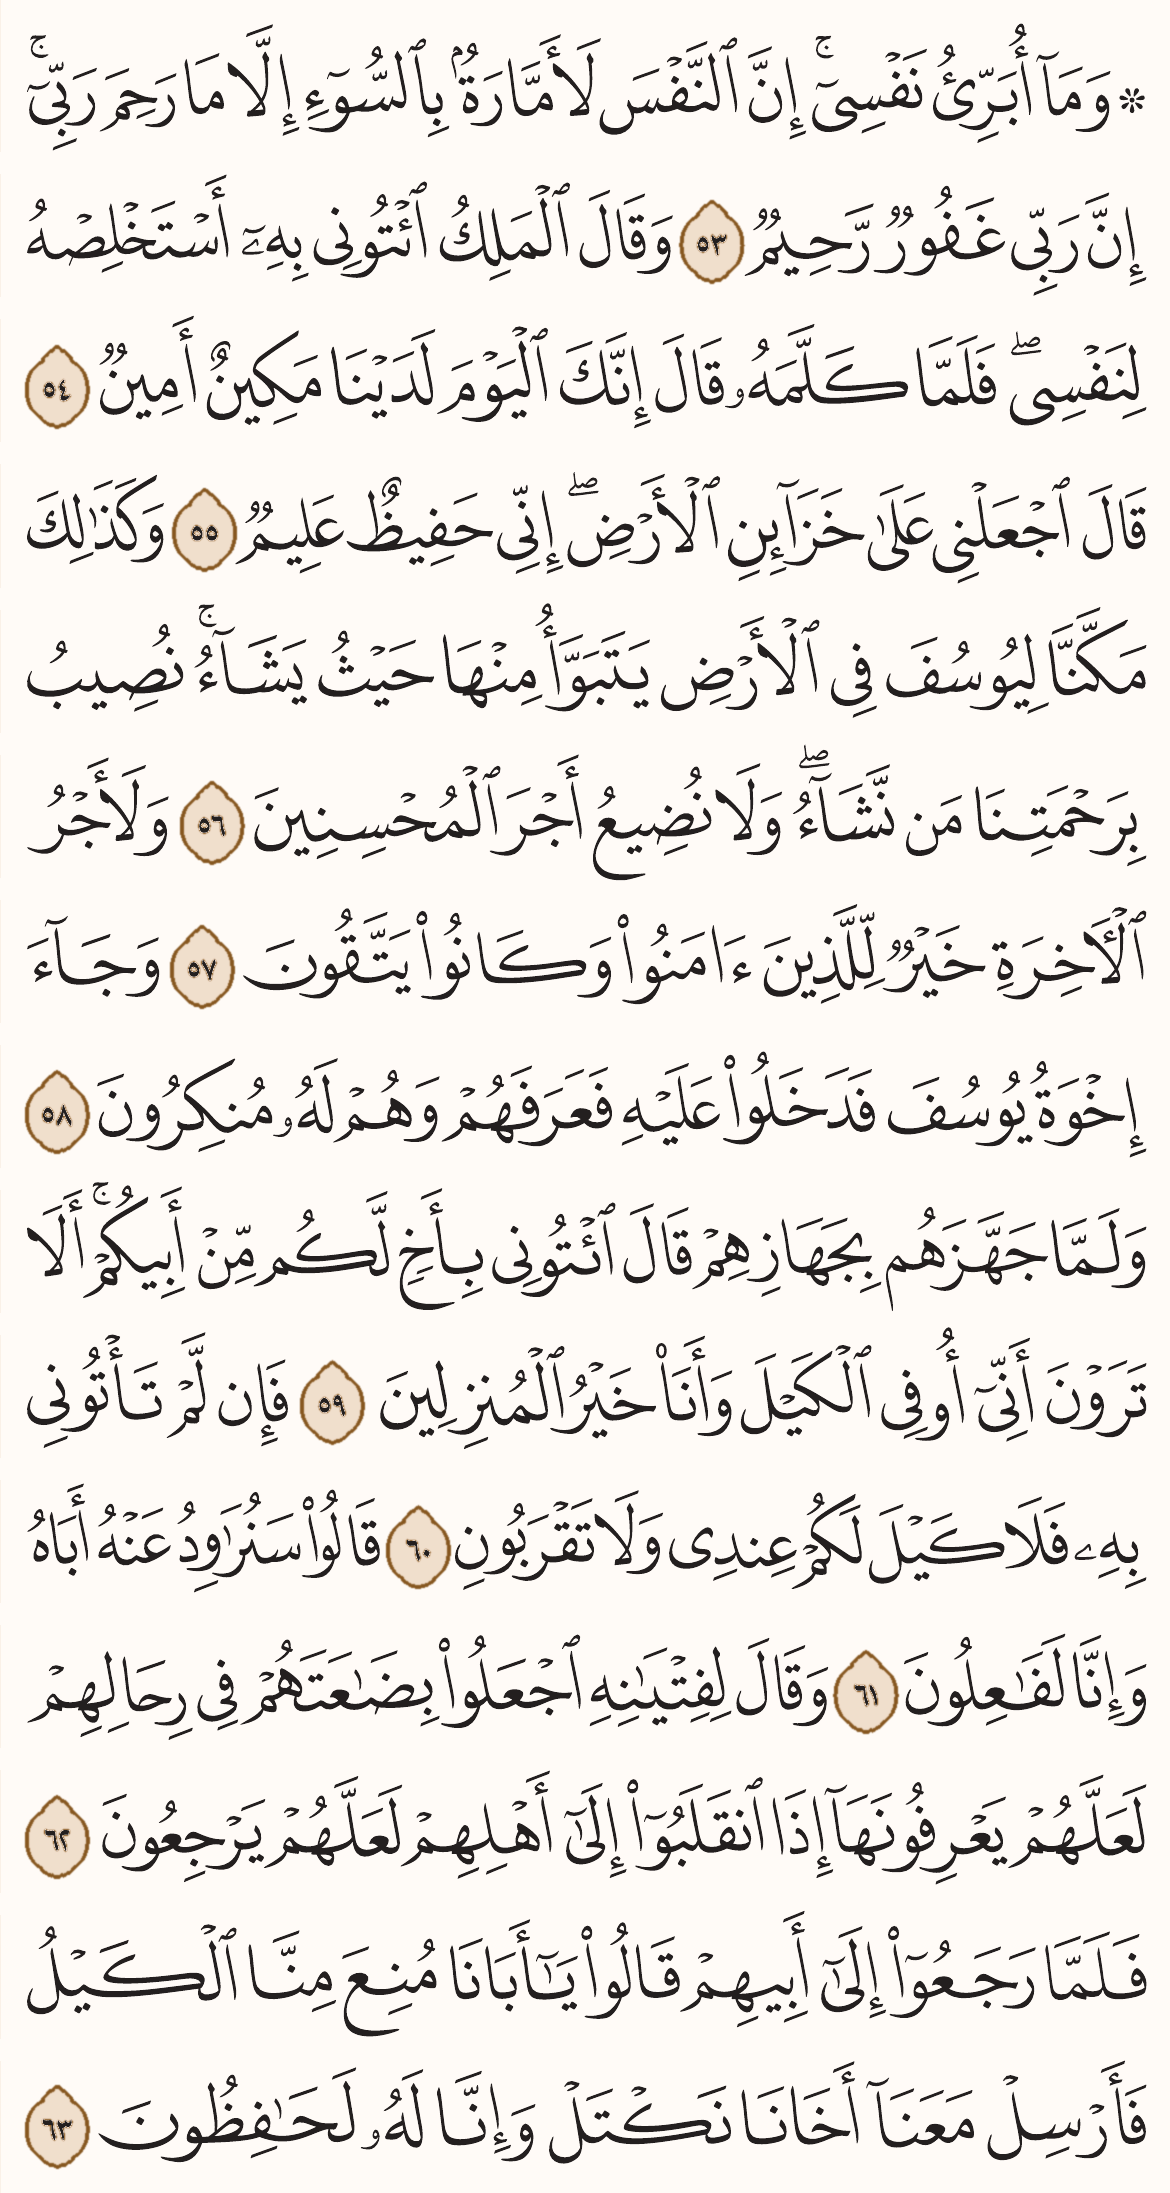 ۞ وَمَآ أُبَرِّئُ نَفْسِىٓ ۚ إِنَّ ٱلنَّفْسَ لَأَمَّارَةٌۢ بِٱلسُّوٓءِ إِلَّا مَا رَحِمَ رَبِّىٓ ۚ
إِنَّ رَبِّى غَفُورٌ رَّحِيمٌ ٥٣ وَقَالَ ٱلْمَلِكُ ٱئْتُونِى بِهِۦٓ أَسْتَخْلِصْهُ
لِنَفْسِى ۖ فَلَمَّا كَلَّمَهُۥ قَالَ إِنَّكَ ٱلْيَوْمَ لَدَيْنَا مَكِينٌ أَمِينٌ ٥٤
قَالَ ٱجْعَلْنِى عَلَىٰ خَزَآئِنِ ٱلْأَرْضِ ۖ إِنِّى حَفِيظٌ عَلِيمٌ ٥٥ وَكَذَٰلِكَ
مَكَّنَّا لِيُوسُفَ فِى ٱلْأَرْضِ يَتَبَوَّأُ مِنْهَا حَيْثُ يَشَآءُ ۚ نُصِيبُ
بِرَحْمَتِنَا مَن نَّشَآءُ ۖ وَلَا نُضِيعُ أَجْرَ ٱلْمُحْسِنِينَ ٥٦ وَلَأَجْرُ
ٱلْـَٔاخِرَةِ خَيْرٌ لِّلَّذِينَ ءَامَنُوا۟ وَكَانُوا۟ يَتَّقُونَ ٥٧ وَجَآءَ
إِخْوَةُ يُوسُفَ فَدَخَلُوا۟ عَلَيْهِ فَعَرَفَهُمْ وَهُمْ لَهُۥ مُنكِرُونَ ٥٨
وَلَمَّا جَهَّزَهُم بِجَهَازِهِمْ قَالَ ٱئْتُونِى بِأَخٍ لَّكُم مِّنْ أَبِيكُمْ ۚ أَلَا
تَرَوْنَ أَنِّىٓ أُوفِى ٱلْكَيْلَ وَأَنَا۠ خَيْرُ ٱلْمُنزِلِينَ ٥٩ فَإِن لَّمْ تَأْتُونِى
بِهِۦ فَلَا كَيْلَ لَكُمْ عِندِى وَلَا تَقْرَبُونِ ٦٠ قَالُوا۟ سَنُرَٰوِدُ عَنْهُ أَبَاهُ
وَإِنَّا لَفَـٰعِلُونَ ٦١ وَقَالَ لِفِتْيَـٰنِهِ ٱجْعَلُوا۟ بِضَـٰعَتَهُمْ فِى رِحَالِهِمْ
لَعَلَّهُمْ يَعْرِفُونَهَآ إِذَا ٱنقَلَبُوٓا۟ إِلَىٰٓ أَهْلِهِمْ لَعَلَّهُمْ يَرْجِعُونَ ٦٢
فَلَمَّا رَجَعُوٓا۟ إِلَىٰٓ أَبِيهِمْ قَالُوا۟ يَـٰٓأَبَانَا مُنِعَ مِنَّا ٱلْكَيْلُ
فَأَرْسِلْ مَعَنَآ أَخَانَا نَكْتَلْ وَإِنَّا لَهُۥ لَحَـٰفِظُونَ ٦٣